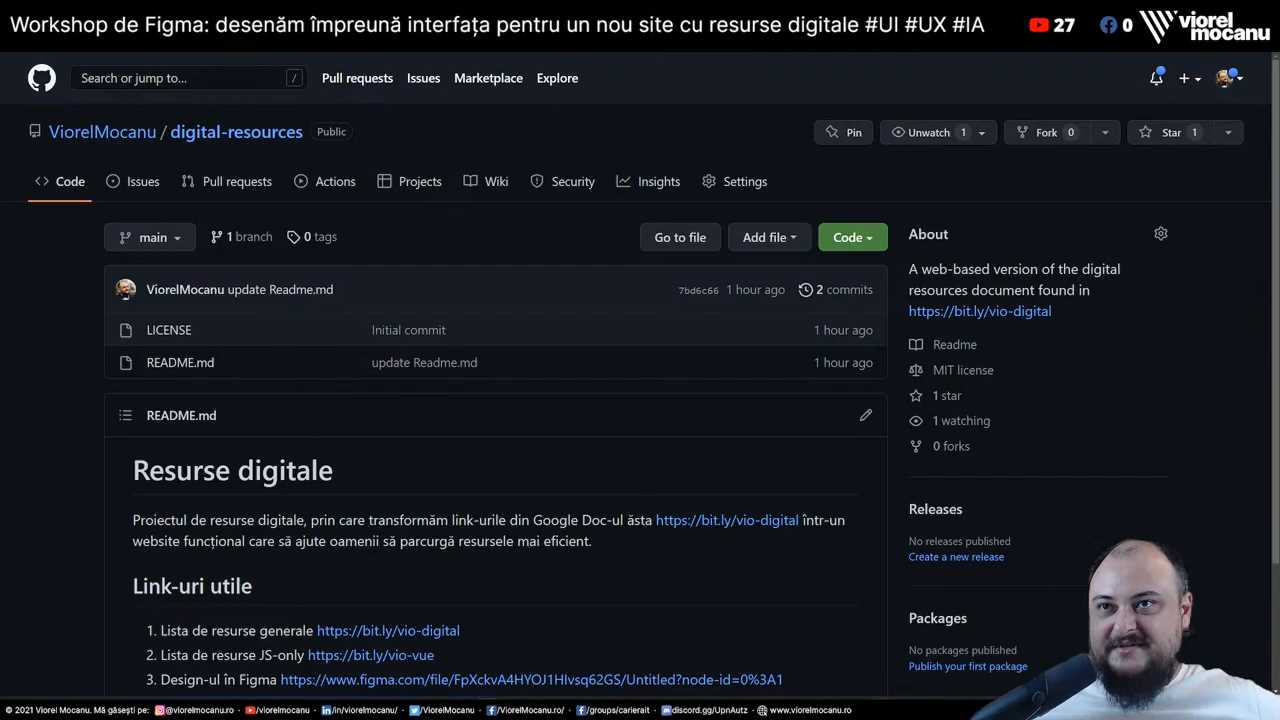 Workshop de Figma: desenăm împreună interfața pentru un nou site cu resurse digitale #UI #UX #IA
27
0
viorel mocanu
Search or jump to...
/
Pull requests
Issues
Marketplace
Explore
ViorelMocanu / digital-resources
Public
Pin
Unwatch 1
Fork 0
Star 1
Code
Issues
Pull requests
Actions
Projects
Wiki
Security
Insights
Settings
main
1 branch
0 tags
Go to file
Add file
Code
ViorelMocanu update Readme.md
7bd6c66 1 hour ago
2 commits
LICENSE
Initial commit
1 hour ago
README.md
update Readme.md
1 hour ago
README.md
Resurse digitale
Proiectul de resurse digitale, prin care transformăm link-urile din Google Doc-ul ăsta https://bit.ly/vio-digital într-un
website funcțional care să ajute oamenii să parcurgă resursele mai eficient.
Link-uri utile
1. Lista de resurse generale https://bit.ly/vio-digital
2. Lista de resurse JS-only https://bit.ly/vio-vue
3. Design-ul în Figma https://www.figma.com/file/FpXckvA4HYOJ1HIvsq62GS/Untitled?node-id=0%3A1
About
A web-based version of the digital
resources document found in
https://bit.ly/vio-digital
Readme
MIT license
1 star
1 watching
0 forks
Releases
No releases published
Create a new release
Packages
No packages published
Publish your first package
© 2021 Viorel Mocanu. Mă găsești pe: @viorelmocanu.ro /viorelmocanu /in/viorelmocanu/ /ViorelMocanu /ViorelMocanu.ro/ /groups/carierait discord.gg/UpnAutz www.viorelmocanu.ro